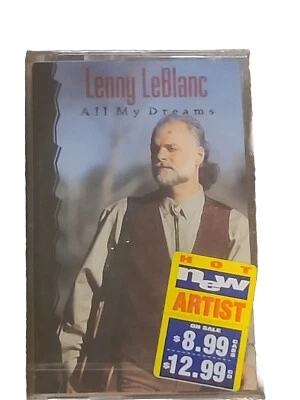 Lenny LeBlanc
All My Dreams
HOT
new
ARTIST
ON SALE
$8.99
$12.99